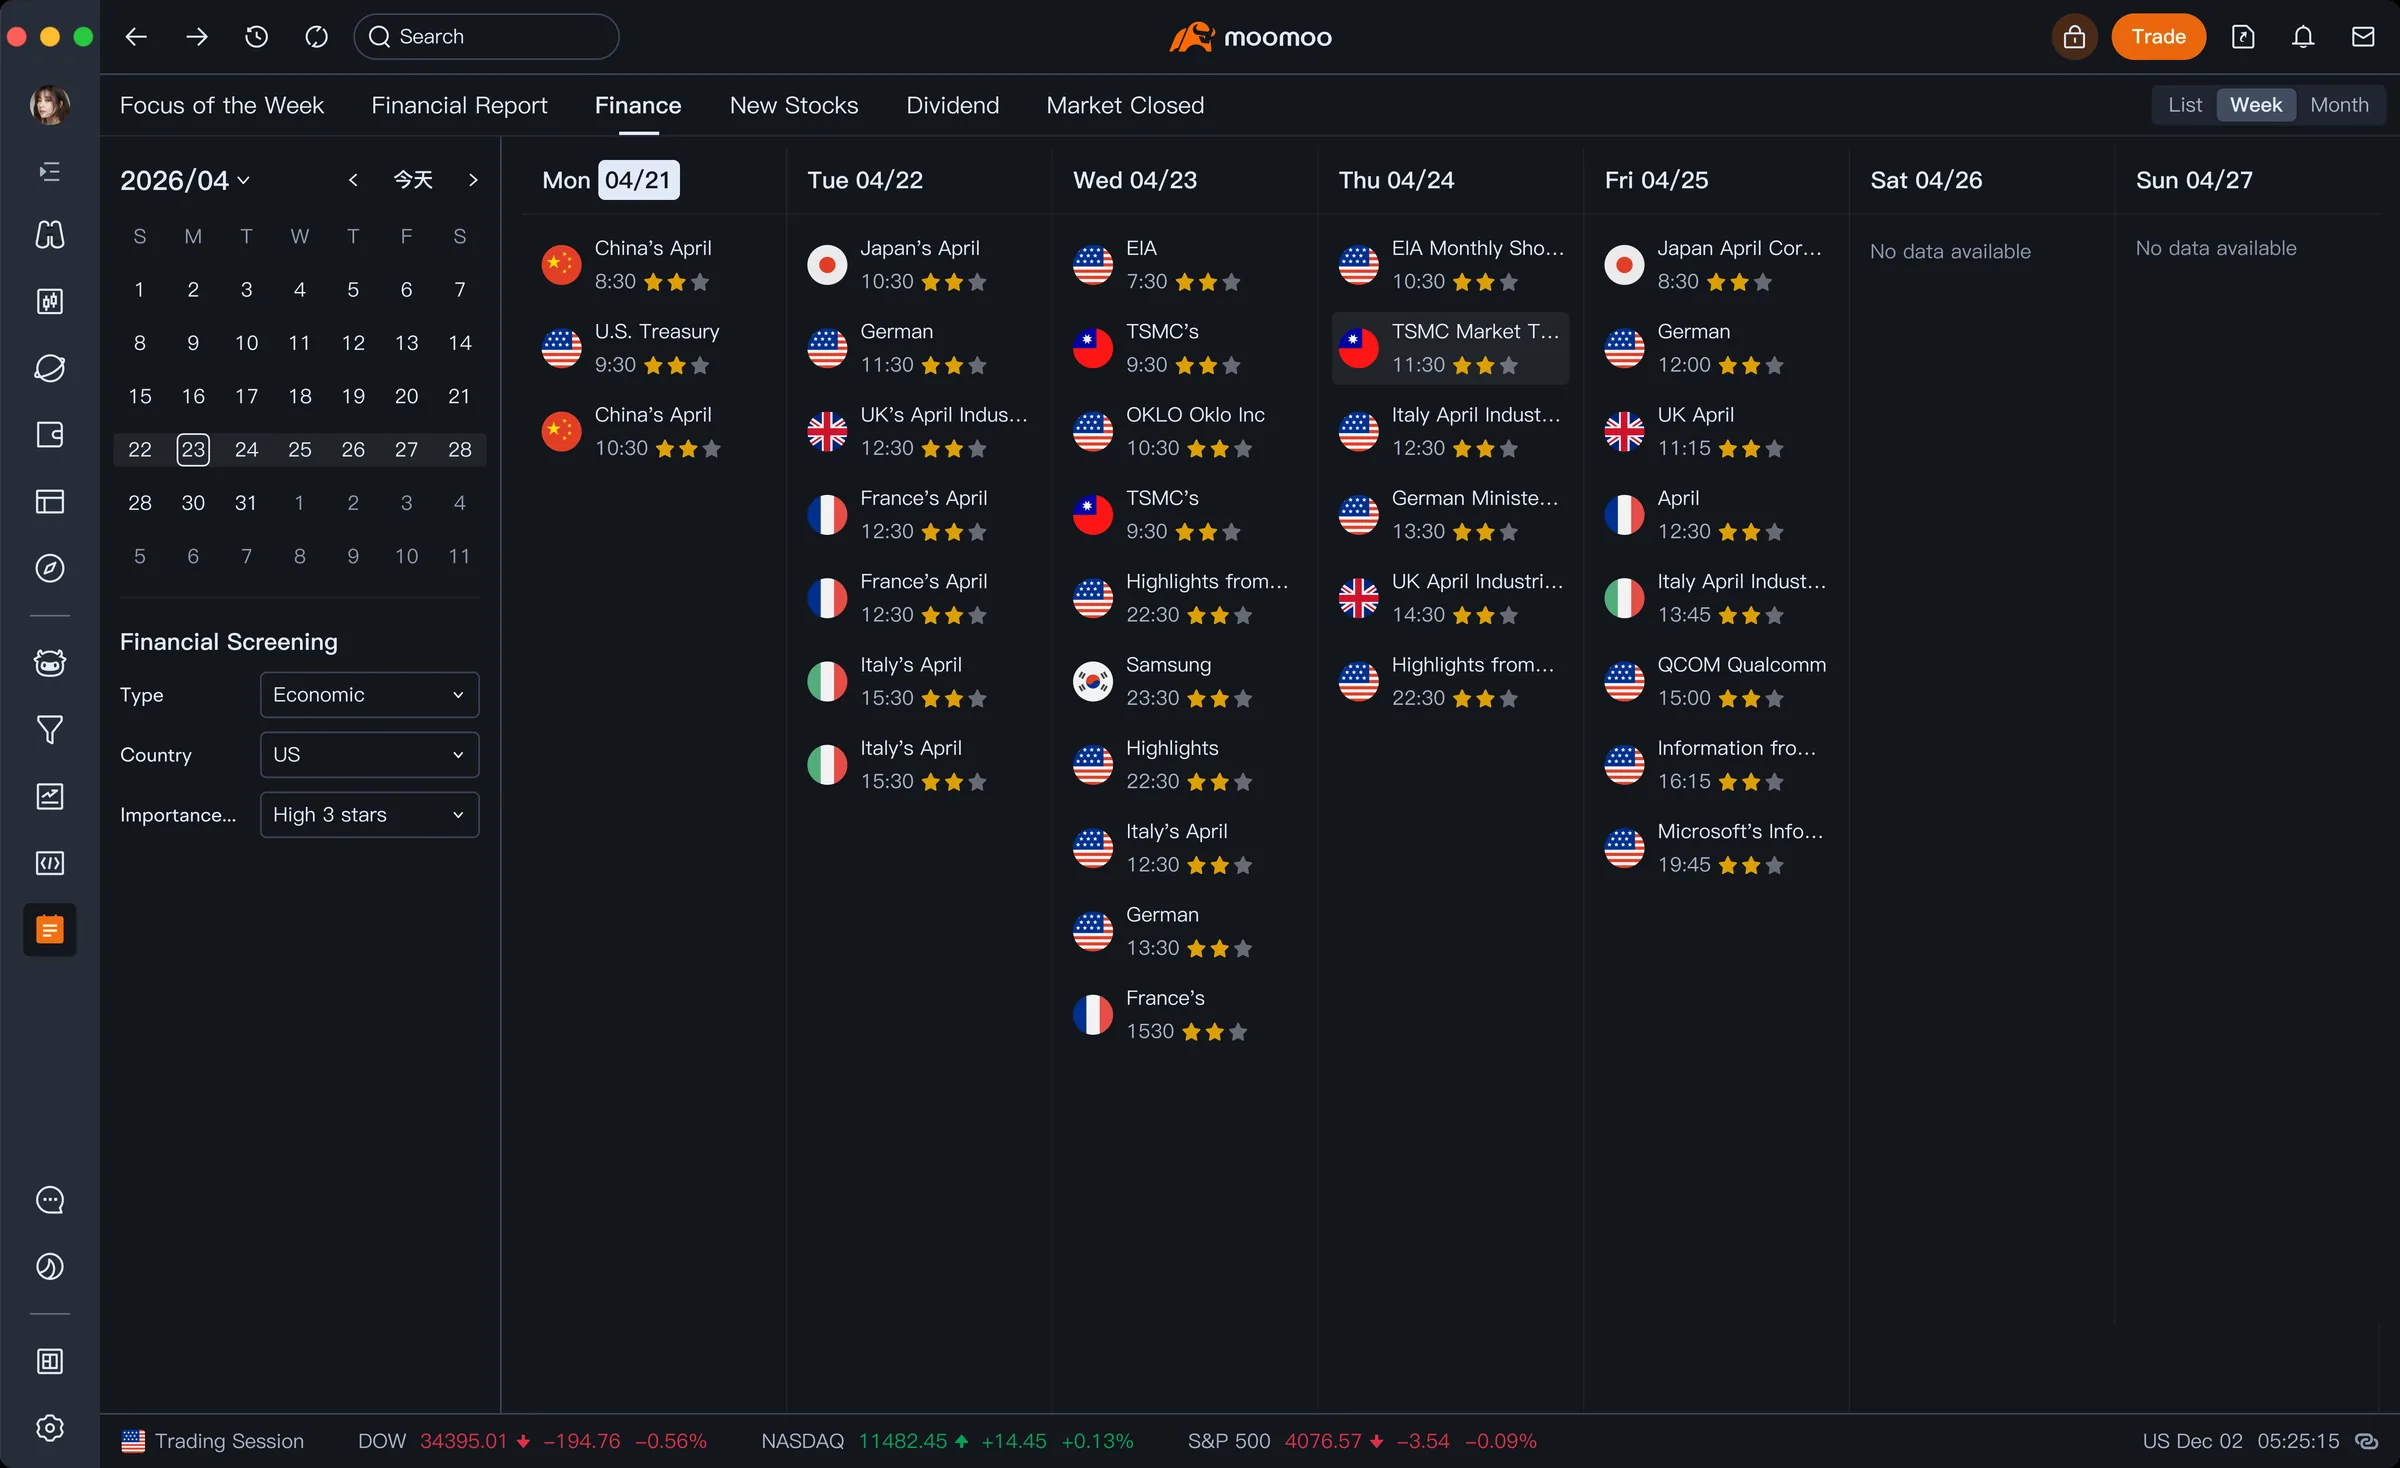 Search
moomoo
Trade
Focus of the Week
Financial Report
Finance
New Stocks
Dividend
Market Closed
List
Week
Month
2026/04
今天
S M T W T F S
1 2 3 4 5 6 7
8 9 10 11 12 13 14
15 16 17 18 19 20 21
22 23 24 25 26 27 28
28 30 31 1 2 3 4
5 6 7 8 9 10 11
Financial Screening
Type
Economic
Country
US
Importance...
High 3 stars
Mon 04/21
China's April
8:30
U.S. Treasury
9:30
China's April
10:30
Tue 04/22
Japan's April
10:30
German
11:30
UK's April Indus...
12:30
France's April
12:30
France's April
12:30
Italy's April
15:30
Italy's April
15:30
Wed 04/23
EIA
7:30
TSMC's
9:30
OKLO Oklo Inc
10:30
TSMC's
9:30
Highlights from...
22:30
Samsung
23:30
Highlights
22:30
Italy's April
12:30
German
13:30
France's
1530
Thu 04/24
EIA Monthly Sho...
10:30
TSMC Market T...
11:30
Italy April Indust...
12:30
German Ministe...
13:30
UK April Industri...
14:30
Highlights from...
22:30
Fri 04/25
Japan April Cor...
8:30
German
12:00
UK April
11:15
April
12:30
Italy April Indust...
13:45
QCOM Qualcomm
15:00
Information fro...
16:15
Microsoft's Info...
19:45
Sat 04/26
No data available
Sun 04/27
No data available
Trading Session
DOW 34395.01 -194.76 -0.56%
NASDAQ 11482.45 +14.45 +0.13%
S&P 500 4076.57 -3.54 -0.09%
US Dec 02 05:25:15